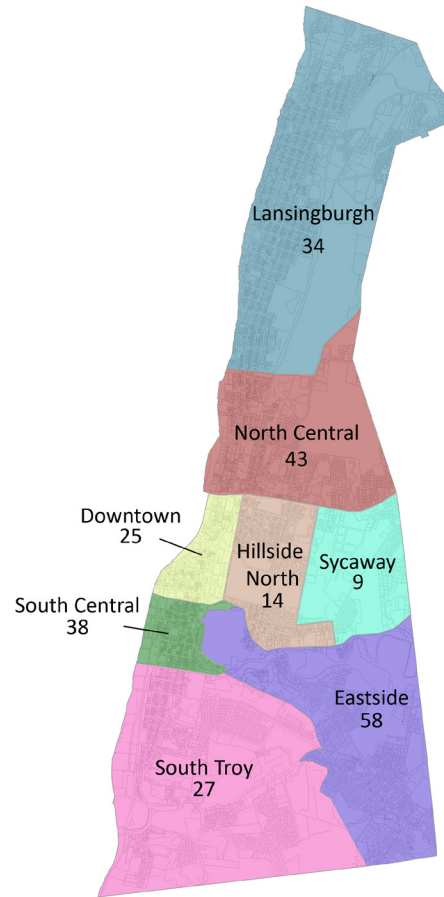 Lansingburgh
34
North Central
43
Downtown
25
Hillside
North
14
Sycaway
9
South Central
38
Eastside
58
South Troy
27